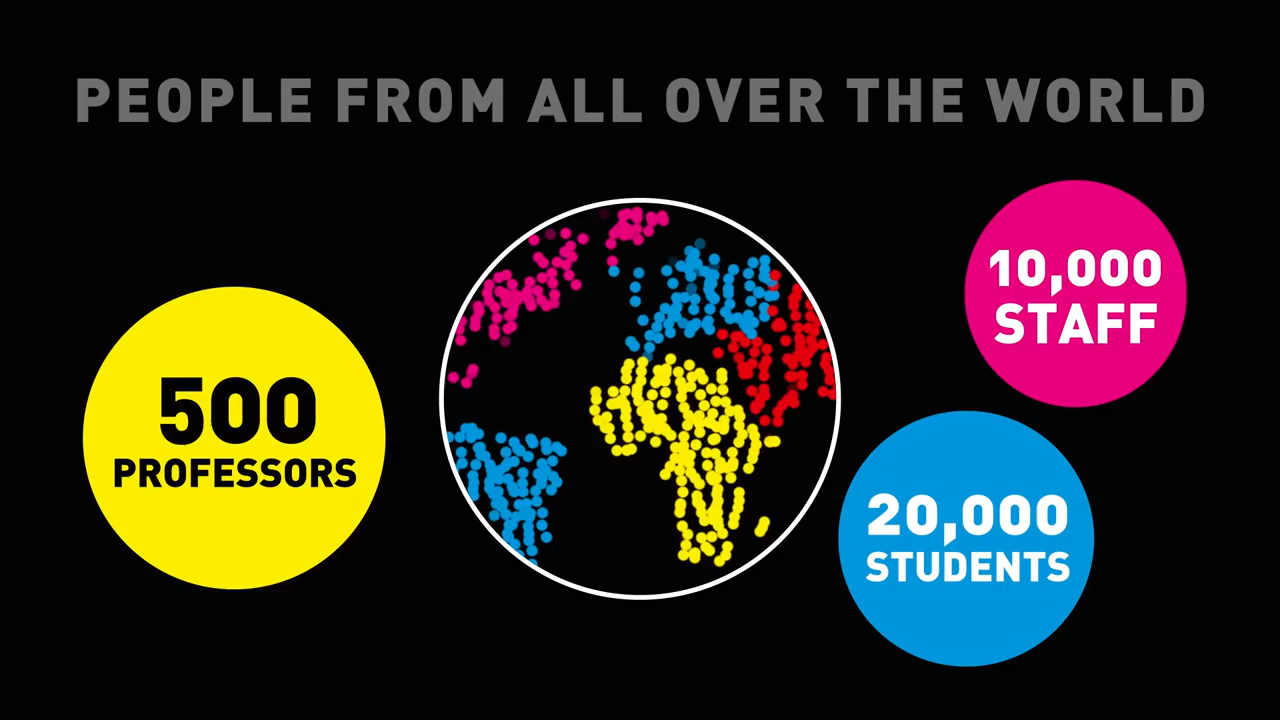 PEOPLE FROM ALL OVER THE WORLD
500
PROFESSORS
10,000
STAFF
20,000
STUDENTS